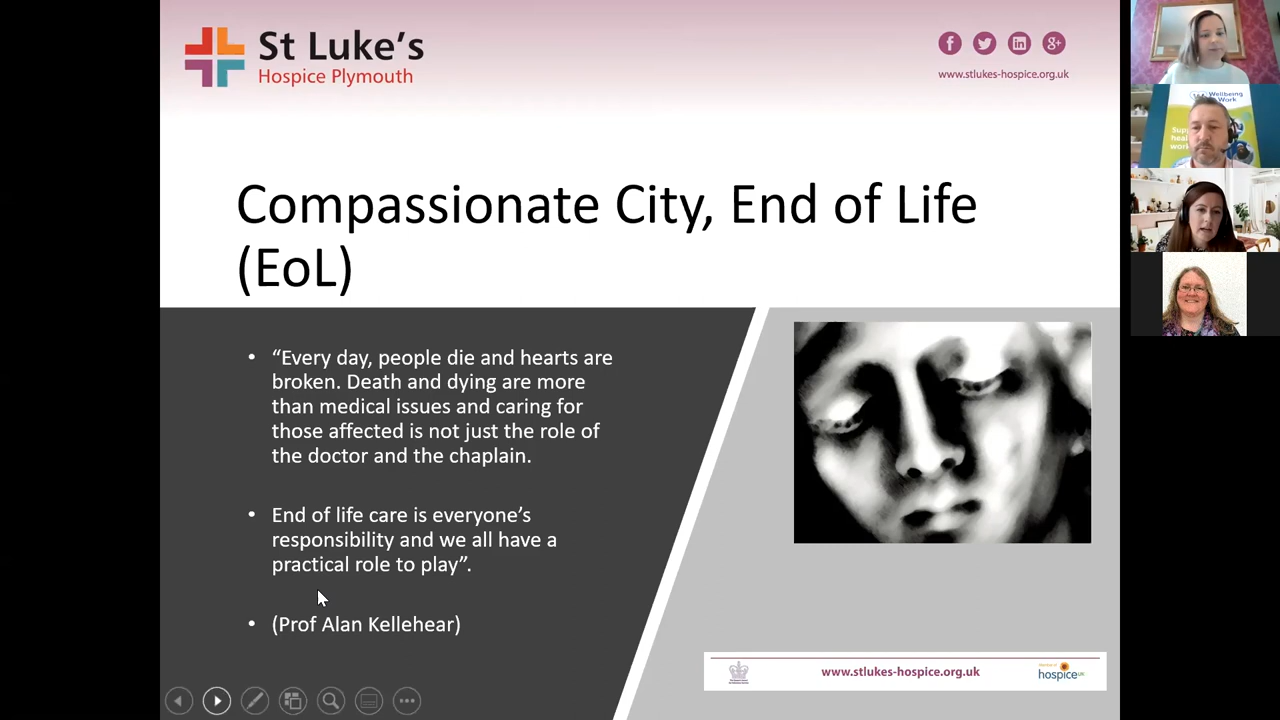 St Luke's
Hospice Plymouth
www.stlukes-hospice.org.uk
Compassionate City, End of Life
(EoL)
• “Every day, people die and hearts are
broken. Death and dying are more
than medical issues and caring for
those affected is not just the role of
the doctor and the chaplain.
• End of life care is everyone’s
responsibility and we all have a
practical role to play”.
• (Prof Alan Kellehear)
www.stlukes-hospice.org.uk
hospice UK
Wellbeing
Work